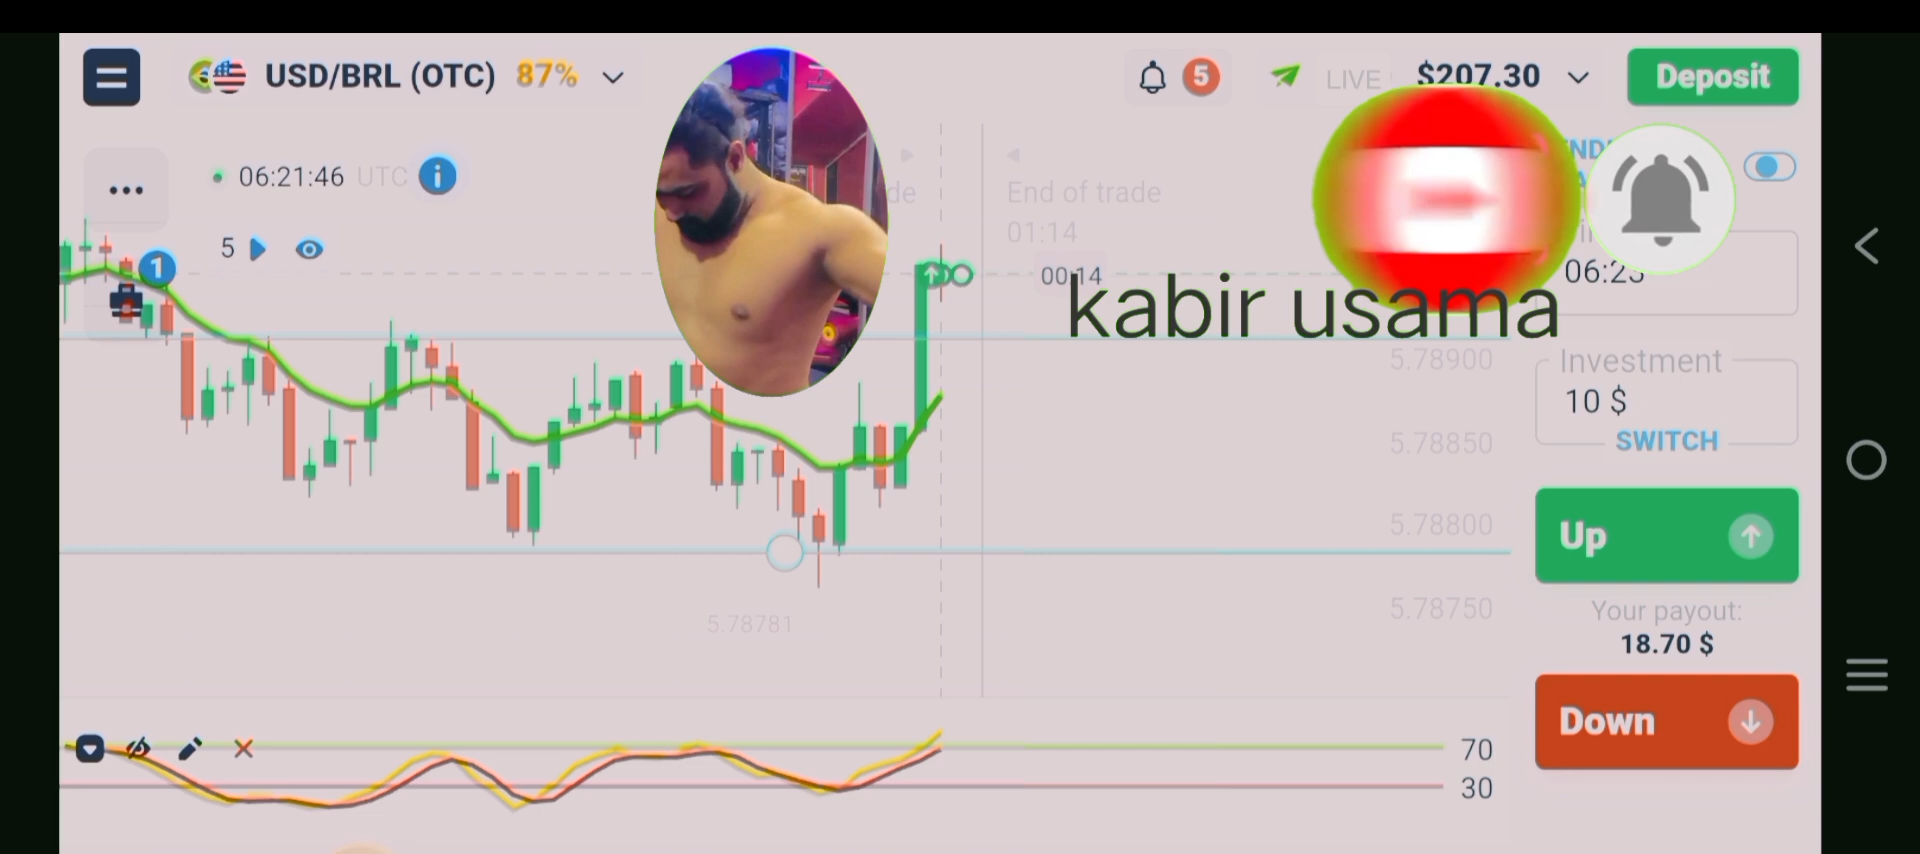 USD/BRL (OTC) 87%
5
LIVE
$207.30
Deposit
06:21:46 UTC
5
1
de
End of trade
01:14
00:14
kabir usama
5.78900
5.78850
5.78800
5.78750
5.78781
Investment
10 $
SWITCH
Up
Your payout:
18.70 $
Down
70
30